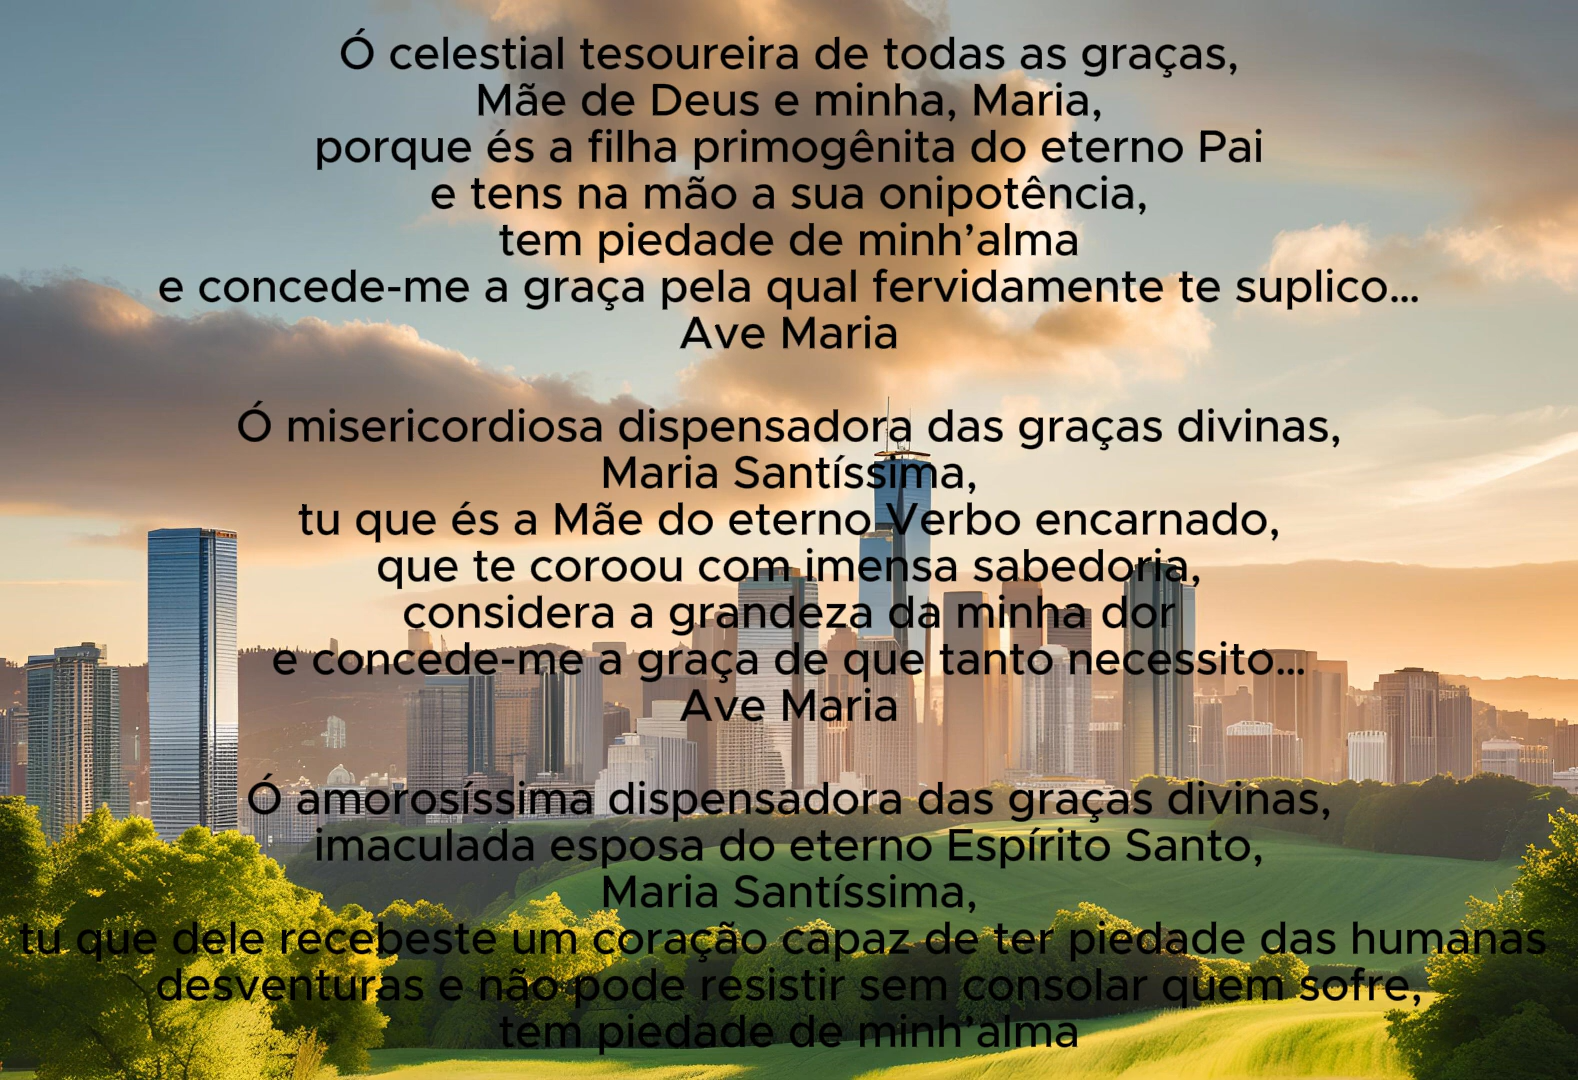 Ó celestial tesoureira de todas as graças,
Mãe de Deus e minha, Maria,
porque és a filha primogênita do eterno Pai
e tens na mão a sua onipotência,
tem piedade de minh’alma
e concede-me a graça pela qual fervidamente te suplico...
Ave Maria
Ó misericordiosa dispensadora das graças divinas,
Maria Santíssima,
tu que és a Mãe do eterno Verbo encarnado,
que te coroou com imensa sabedoria,
considera a grandeza da minha dor
e concede-me a graça de que tanto necessito...
Ave Maria
Ó amorosíssima dispensadora das graças divinas,
imaculada esposa do eterno Espírito Santo,
Maria Santíssima,
tu que dele recebeste um coração capaz de ter piedade das humanas
desventuras e não pode resistir sem consolar quem sofre,
tem piedade de minh’alma